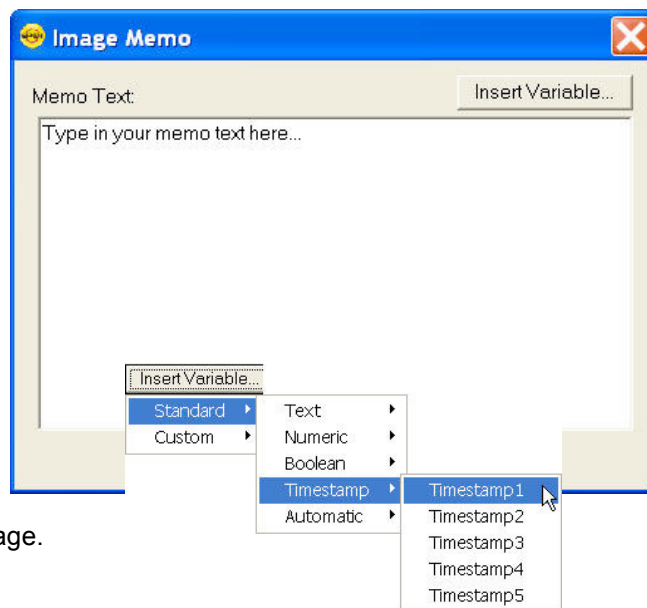 Image Memo
Memo Text:
Insert Variable...
Type in your memo text here...
Insert Variable...
Standard
Custom
Text
Numeric
Boolean
Timestamp
Automatic
Timestamp1
Timestamp2
Timestamp3
Timestamp4
Timestamp5
age.